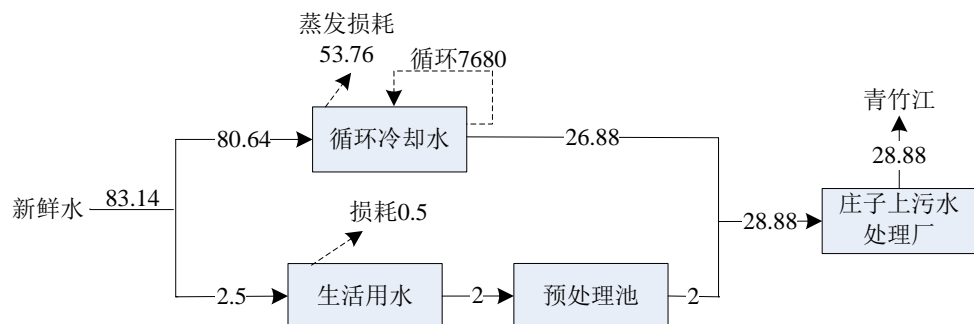 蒸发损耗
53.76
循环7680
青竹江
80.64
循环冷却水
26.88
28.88
新鲜水
83.14
损耗0.5
28.88
庄子上污水
处理厂
2.5
生活用水
2
预处理池
2